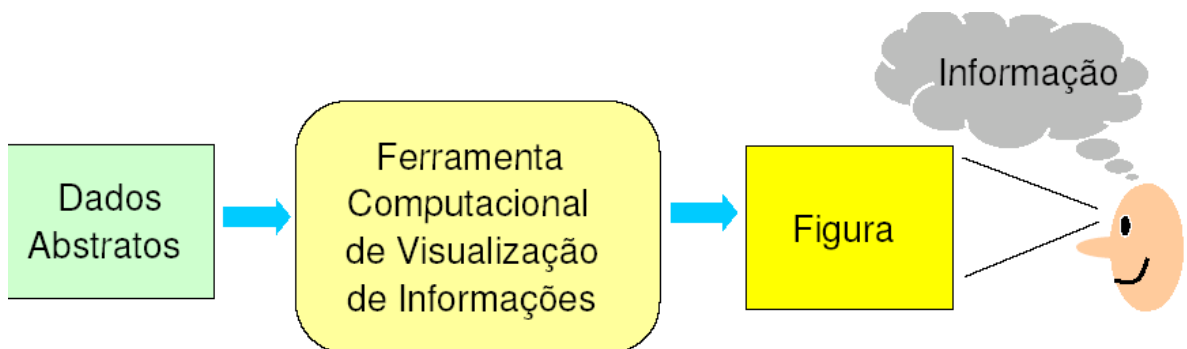 Dados
Abstratos
Ferramenta
Computacional
de Visualização
de Informações
Figura
Informação